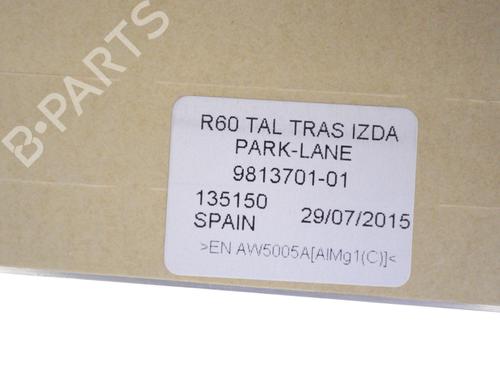 B-PARTS
R60 TAL TRAS IZDA
PARK-LANE
9813701-01
135150
SPAIN 29/07/2015
>EN AW5005A[AlMg1(C)]<